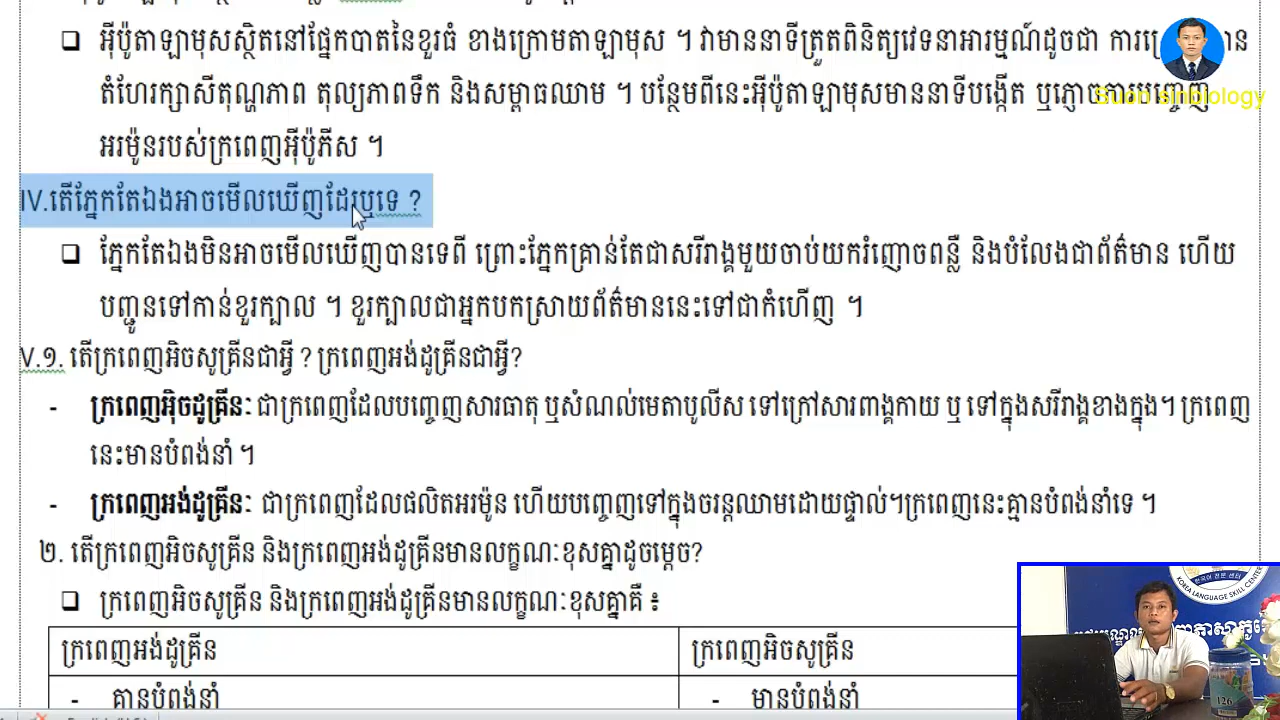 អ៊ីប៉ូតាឡាមុសស្ថិតនៅផ្នែកបាតនៃខួរធំ ខាងក្រោមតាឡាមុស ។ វាមាននាទីត្រួតពិនិត្យវេទនាអារម្មណ៍ដូចជា ការ
Suon sinbiology
តំហែរក្សាសីតុណ្ហភាព តុល្យភាពទឹក និងសម្ពាធឈាម ។ បន្ថែមពីនេះអ៊ីប៉ូតាឡាមុសមាននាទីបង្កើត ឬ
អរម៉ូនរបស់ក្រពេញអ៊ីប៉ូភីស ។
IV.តើភ្នែកតែឯងអាចមើលឃើញដែរឬទេ ?
ភ្នែកតែឯងមិនអាចមើលឃើញបានទេពី ព្រោះភ្នែកគ្រាន់តែជាសរីរាង្គមួយចាប់យករំញោចពន្លឺ និងបំលែងជាព័ត៌មាន ហើយ
បញ្ជូនទៅកាន់ខួរក្បាល ។ ខួរក្បាលជាអ្នកបកស្រាយព័ត៌មាននេះទៅជាកំហើញ ។
V.១. តើក្រពេញអិចសូគ្រីនជាអ្វី ? ក្រពេញអង់ដូគ្រីនជាអ្វី?
- ក្រពេញអ៊ិចដូគ្រីនៈ ជាក្រពេញដែលបញ្ចេញសារធាតុ ឬសំណល់មេតាបូលីស ទៅក្រៅសារពាង្គកាយ ឬ ទៅក្នុងសរីរាង្គខាងក្នុង។ ក្រពេញ
នេះមានបំពង់នាំ ។
- ក្រពេញអង់ដូគ្រីនៈ ជាក្រពេញដែលផលិតអរម៉ូន ហើយបញ្ចេញទៅក្នុងចរន្តឈាមដោយផ្ទាល់។ក្រពេញនេះគ្មានបំពង់នាំទេ ។
២. តើក្រពេញអិចសូគ្រីន និងក្រពេញអង់ដូគ្រីនមានលក្ខណៈខុសគ្នាដូចម្តេច?
ក្រពេញអិចសូគ្រីន និងក្រពេញអង់ដូគ្រីនមានលក្ខណៈខុសគ្នាគឺ ៖
ក្រពេញអង់ដូគ្រីន
ក្រពេញអិចសូគ្រីន
- គ្មានបំពង់នាំ
- មានបំពង់នាំ
KOREA LANGUAGE SKILL CENTER